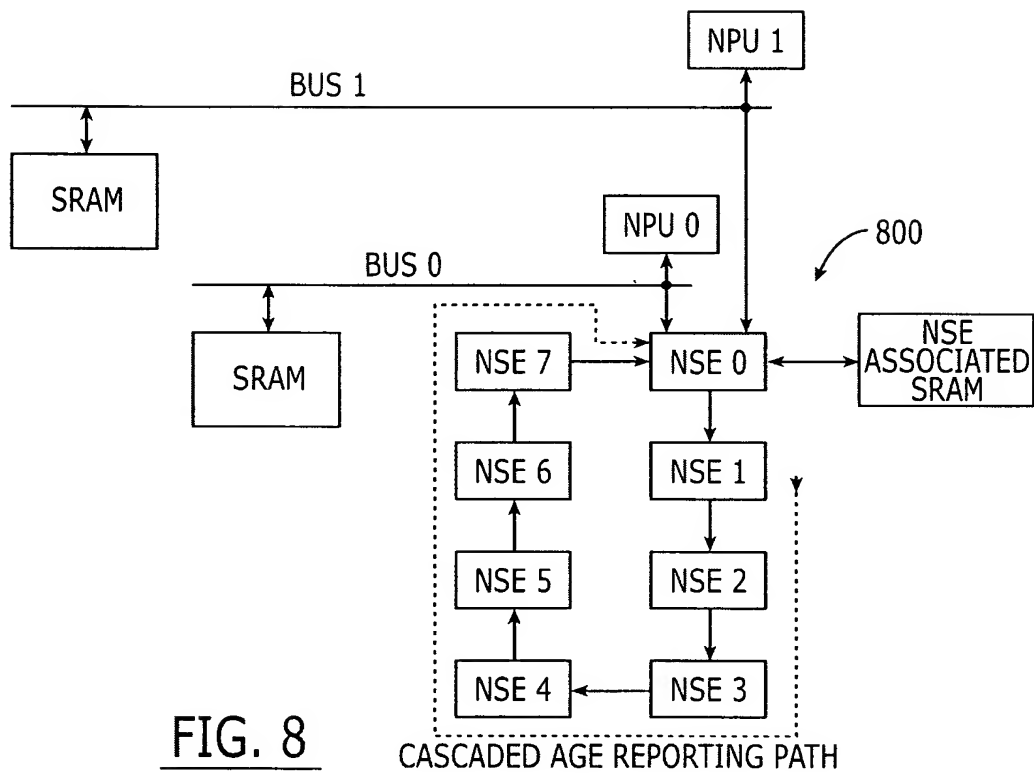 NPU 1
BUS 1
SRAM
NPU 0
800
BUS 0
SRAM
NSE 7
NSE 0
NSE
ASSOCIATED
SRAM
NSE 6
NSE 1
NSE 5
NSE 2
NSE 4
NSE 3
FIG. 8
CASCADED AGE REPORTING PATH